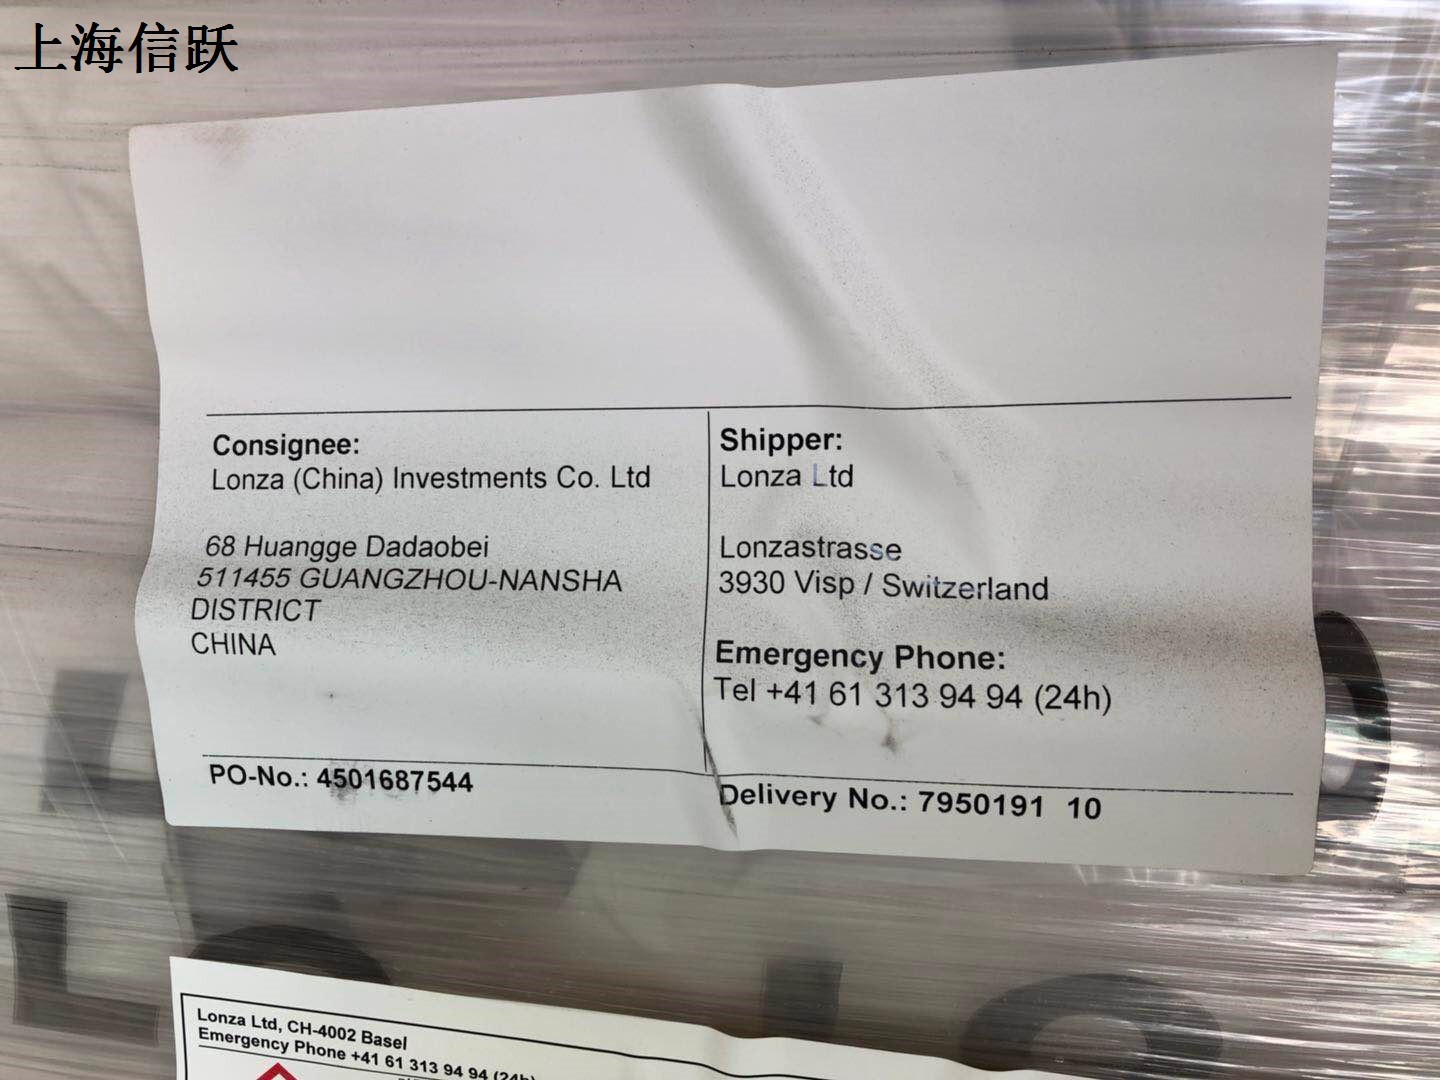 上海信跃
Consignee:
Lonza (China) Investments Co. Ltd
68 Huangge Dadaobei
511455 GUANGZHOU-NANSHA
DISTRICT
CHINA
PO-No.: 4501687544
Shipper:
Lonza Ltd
Lonzastrasse
3930 Visp / Switzerland
Emergency Phone:
Tel +41 61 313 94 94 (24h)
Delivery No.: 7950191 10
Lonza Ltd, CH-4002 Basel
Emergency Phone +41 61 313 94 94 (24h)